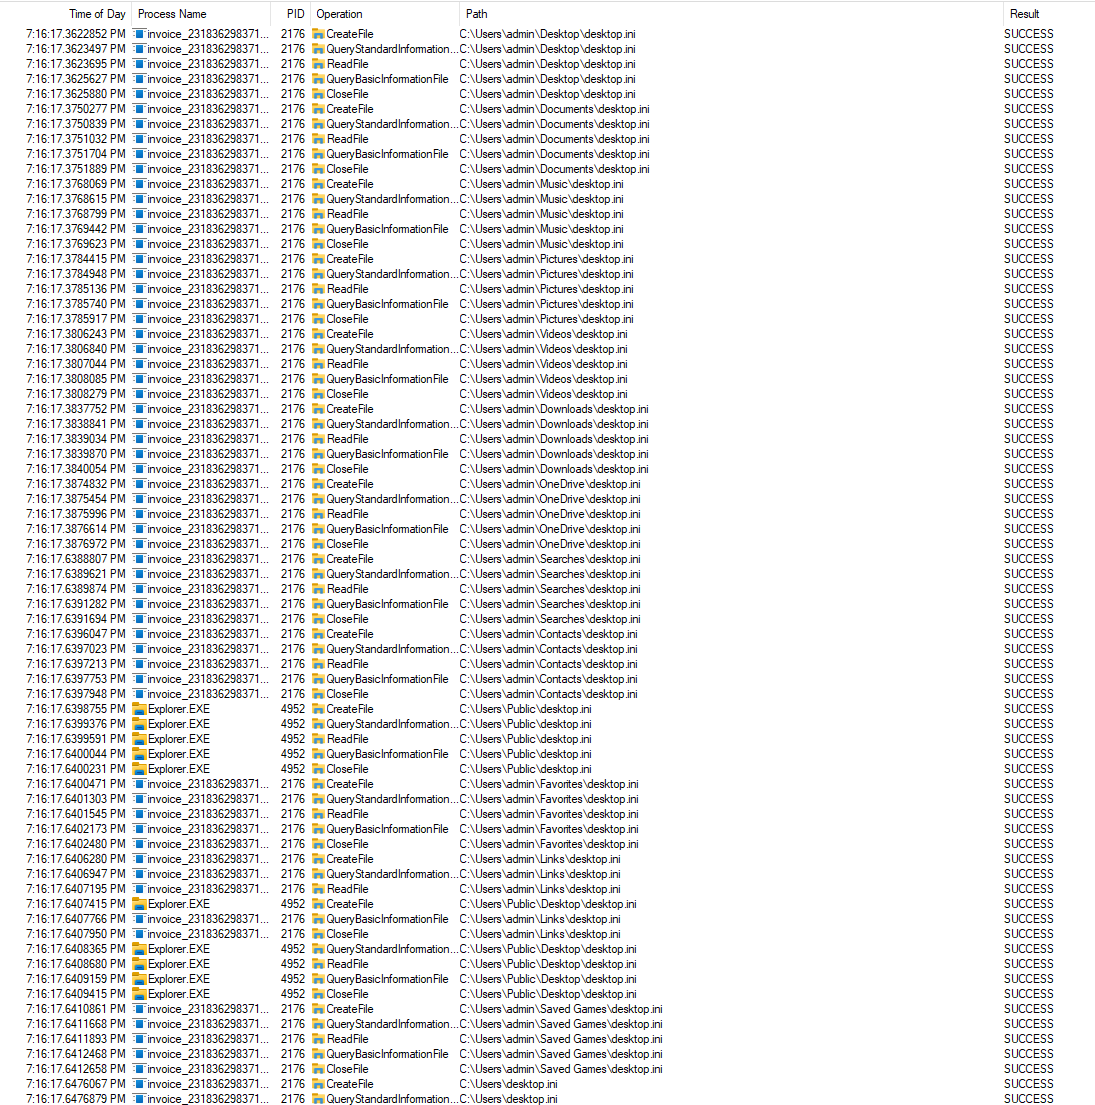 Time of Day Process Name PID Operation Path Result
7:16:17.3622852 PM invoice_231836298371... 2176 CreateFile C:\Users\admin\Desktop\desktop.ini SUCCESS
7:16:17.3623497 PM invoice_231836298371... 2176 QueryStandardInformation... C:\Users\admin\Desktop\desktop.ini SUCCESS
7:16:17.3623695 PM invoice_231836298371... 2176 ReadFile C:\Users\admin\Desktop\desktop.ini SUCCESS
7:16:17.3625627 PM invoice_231836298371... 2176 QueryBasicInformationFile C:\Users\admin\Desktop\desktop.ini SUCCESS
7:16:17.3625880 PM invoice_231836298371... 2176 CloseFile C:\Users\admin\Desktop\desktop.ini SUCCESS
7:16:17.3750277 PM invoice_231836298371... 2176 CreateFile C:\Users\admin\Documents\desktop.ini SUCCESS
7:16:17.3750839 PM invoice_231836298371... 2176 QueryStandardInformation... C:\Users\admin\Documents\desktop.ini SUCCESS
7:16:17.3751032 PM invoice_231836298371... 2176 ReadFile C:\Users\admin\Documents\desktop.ini SUCCESS
7:16:17.3751704 PM invoice_231836298371... 2176 QueryBasicInformationFile C:\Users\admin\Documents\desktop.ini SUCCESS
7:16:17.3751889 PM invoice_231836298371... 2176 CloseFile C:\Users\admin\Documents\desktop.ini SUCCESS
7:16:17.3768069 PM invoice_231836298371... 2176 CreateFile C:\Users\admin\Music\desktop.ini SUCCESS
7:16:17.3768615 PM invoice_231836298371... 2176 QueryStandardInformation... C:\Users\admin\Music\desktop.ini SUCCESS
7:16:17.3768799 PM invoice_231836298371... 2176 ReadFile C:\Users\admin\Music\desktop.ini SUCCESS
7:16:17.3769442 PM invoice_231836298371... 2176 QueryBasicInformationFile C:\Users\admin\Music\desktop.ini SUCCESS
7:16:17.3769623 PM invoice_231836298371... 2176 CloseFile C:\Users\admin\Music\desktop.ini SUCCESS
7:16:17.3784415 PM invoice_231836298371... 2176 CreateFile C:\Users\admin\Pictures\desktop.ini SUCCESS
7:16:17.3784948 PM invoice_231836298371... 2176 QueryStandardInformation... C:\Users\admin\Pictures\desktop.ini SUCCESS
7:16:17.3785136 PM invoice_231836298371... 2176 ReadFile C:\Users\admin\Pictures\desktop.ini SUCCESS
7:16:17.3785740 PM invoice_231836298371... 2176 QueryBasicInformationFile C:\Users\admin\Pictures\desktop.ini SUCCESS
7:16:17.3785917 PM invoice_231836298371... 2176 CloseFile C:\Users\admin\Pictures\desktop.ini SUCCESS
7:16:17.3806243 PM invoice_231836298371... 2176 CreateFile C:\Users\admin\Videos\desktop.ini SUCCESS
7:16:17.3806840 PM invoice_231836298371... 2176 QueryStandardInformation... C:\Users\admin\Videos\desktop.ini SUCCESS
7:16:17.3807044 PM invoice_231836298371... 2176 ReadFile C:\Users\admin\Videos\desktop.ini SUCCESS
7:16:17.3808085 PM invoice_231836298371... 2176 QueryBasicInformationFile C:\Users\admin\Videos\desktop.ini SUCCESS
7:16:17.3808279 PM invoice_231836298371... 2176 CloseFile C:\Users\admin\Videos\desktop.ini SUCCESS
7:16:17.3837752 PM invoice_231836298371... 2176 CreateFile C:\Users\admin\Downloads\desktop.ini SUCCESS
7:16:17.3838841 PM invoice_231836298371... 2176 QueryStandardInformation... C:\Users\admin\Downloads\desktop.ini SUCCESS
7:16:17.3839034 PM invoice_231836298371... 2176 ReadFile C:\Users\admin\Downloads\desktop.ini SUCCESS
7:16:17.3839870 PM invoice_231836298371... 2176 QueryBasicInformationFile C:\Users\admin\Downloads\desktop.ini SUCCESS
7:16:17.3840054 PM invoice_231836298371... 2176 CloseFile C:\Users\admin\Downloads\desktop.ini SUCCESS
7:16:17.3874832 PM invoice_231836298371... 2176 CreateFile C:\Users\admin\OneDrive\desktop.ini SUCCESS
7:16:17.3875454 PM invoice_231836298371... 2176 QueryStandardInformation... C:\Users\admin\OneDrive\desktop.ini SUCCESS
7:16:17.3875996 PM invoice_231836298371... 2176 ReadFile C:\Users\admin\OneDrive\desktop.ini SUCCESS
7:16:17.3876614 PM invoice_231836298371... 2176 QueryBasicInformationFile C:\Users\admin\OneDrive\desktop.ini SUCCESS
7:16:17.3876972 PM invoice_231836298371... 2176 CloseFile C:\Users\admin\OneDrive\desktop.ini SUCCESS
7:16:17.6388807 PM invoice_231836298371... 2176 CreateFile C:\Users\admin\Searches\desktop.ini SUCCESS
7:16:17.6389621 PM invoice_231836298371... 2176 QueryStandardInformation... C:\Users\admin\Searches\desktop.ini SUCCESS
7:16:17.6389874 PM invoice_231836298371... 2176 ReadFile C:\Users\admin\Searches\desktop.ini SUCCESS
7:16:17.6391282 PM invoice_231836298371... 2176 QueryBasicInformationFile C:\Users\admin\Searches\desktop.ini SUCCESS
7:16:17.6391694 PM invoice_231836298371... 2176 CloseFile C:\Users\admin\Searches\desktop.ini SUCCESS
7:16:17.6396047 PM invoice_231836298371... 2176 CreateFile C:\Users\admin\Contacts\desktop.ini SUCCESS
7:16:17.6397023 PM invoice_231836298371... 2176 QueryStandardInformation... C:\Users\admin\Contacts\desktop.ini SUCCESS
7:16:17.6397213 PM invoice_231836298371... 2176 ReadFile C:\Users\admin\Contacts\desktop.ini SUCCESS
7:16:17.6397753 PM invoice_231836298371... 2176 QueryBasicInformationFile C:\Users\admin\Contacts\desktop.ini SUCCESS
7:16:17.6397948 PM invoice_231836298371... 2176 CloseFile C:\Users\admin\Contacts\desktop.ini SUCCESS
7:16:17.6398755 PM Explorer.EXE 4952 CreateFile C:\Users\Public\desktop.ini SUCCESS
7:16:17.6399376 PM Explorer.EXE 4952 QueryStandardInformation... C:\Users\Public\desktop.ini SUCCESS
7:16:17.6399591 PM Explorer.EXE 4952 ReadFile C:\Users\Public\desktop.ini SUCCESS
7:16:17.6400044 PM Explorer.EXE 4952 QueryBasicInformationFile C:\Users\Public\desktop.ini SUCCESS
7:16:17.6400231 PM Explorer.EXE 4952 CloseFile C:\Users\Public\desktop.ini SUCCESS
7:16:17.6400471 PM invoice_231836298371... 2176 CreateFile C:\Users\admin\Favorites\desktop.ini SUCCESS
7:16:17.6401303 PM invoice_231836298371... 2176 QueryStandardInformation... C:\Users\admin\Favorites\desktop.ini SUCCESS
7:16:17.6401545 PM invoice_231836298371... 2176 ReadFile C:\Users\admin\Favorites\desktop.ini SUCCESS
7:16:17.6402173 PM invoice_231836298371... 2176 QueryBasicInformationFile C:\Users\admin\Favorites\desktop.ini SUCCESS
7:16:17.6402480 PM invoice_231836298371... 2176 CloseFile C:\Users\admin\Favorites\desktop.ini SUCCESS
7:16:17.6406280 PM invoice_231836298371... 2176 CreateFile C:\Users\admin\Links\desktop.ini SUCCESS
7:16:17.6406947 PM invoice_231836298371... 2176 QueryStandardInformation... C:\Users\admin\Links\desktop.ini SUCCESS
7:16:17.6407195 PM invoice_231836298371... 2176 ReadFile C:\Users\admin\Links\desktop.ini SUCCESS
7:16:17.6407415 PM Explorer.EXE 4952 CreateFile C:\Users\Public\Desktop\desktop.ini SUCCESS
7:16:17.6407766 PM invoice_231836298371... 2176 QueryBasicInformationFile C:\Users\admin\Links\desktop.ini SUCCESS
7:16:17.6407950 PM invoice_231836298371... 2176 CloseFile C:\Users\admin\Links\desktop.ini SUCCESS
7:16:17.6408365 PM Explorer.EXE 4952 QueryStandardInformation... C:\Users\Public\Desktop\desktop.ini SUCCESS
7:16:17.6408680 PM Explorer.EXE 4952 ReadFile C:\Users\Public\Desktop\desktop.ini SUCCESS
7:16:17.6409159 PM Explorer.EXE 4952 QueryBasicInformationFile C:\Users\Public\Desktop\desktop.ini SUCCESS
7:16:17.6409415 PM Explorer.EXE 4952 CloseFile C:\Users\Public\Desktop\desktop.ini SUCCESS
7:16:17.6410861 PM invoice_231836298371... 2176 CreateFile C:\Users\admin\Saved Games\desktop.ini SUCCESS
7:16:17.6411668 PM invoice_231836298371... 2176 QueryStandardInformation... C:\Users\admin\Saved Games\desktop.ini SUCCESS
7:16:17.6411893 PM invoice_231836298371... 2176 ReadFile C:\Users\admin\Saved Games\desktop.ini SUCCESS
7:16:17.6412468 PM invoice_231836298371... 2176 QueryBasicInformationFile C:\Users\admin\Saved Games\desktop.ini SUCCESS
7:16:17.6412658 PM invoice_231836298371... 2176 CloseFile C:\Users\admin\Saved Games\desktop.ini SUCCESS
7:16:17.6476067 PM invoice_231836298371... 2176 CreateFile C:\Users\desktop.ini SUCCESS
7:16:17.6476879 PM invoice_231836298371... 2176 QueryStandardInformation... C:\Users\desktop.ini SUCCESS